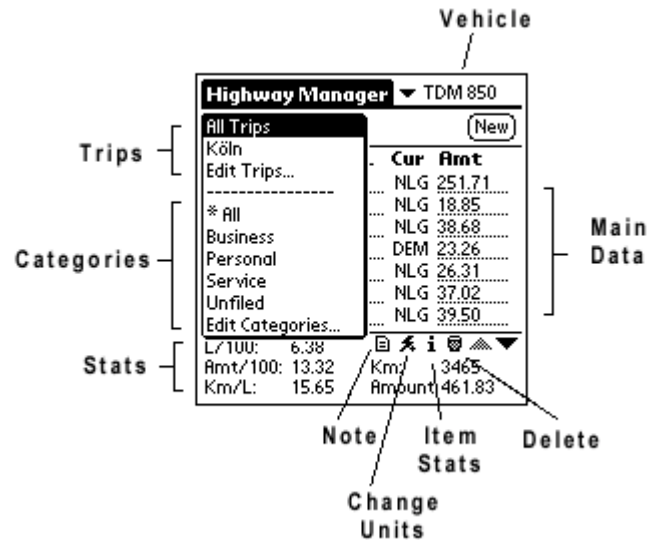 Vehicle
Highway Manager TDM 850
All Trips
New
Trips
Köln
. Cur Amt
Edit Trips...
----------------
NLG 251.71
* All
NLG 18.85
Business
NLG 38.68
Main
Data
Categories
Personal
DEM 23.26
Service
NLG 26.31
Unfiled
NLG 37.02
Edit Categories...
NLG 39.50
L/100: 6.38
Stats
Amt/100: 13.32 Km: 3465
Km/L: 15.65 Amount 461.83
Note
Item
Stats
Delete
Change
Units